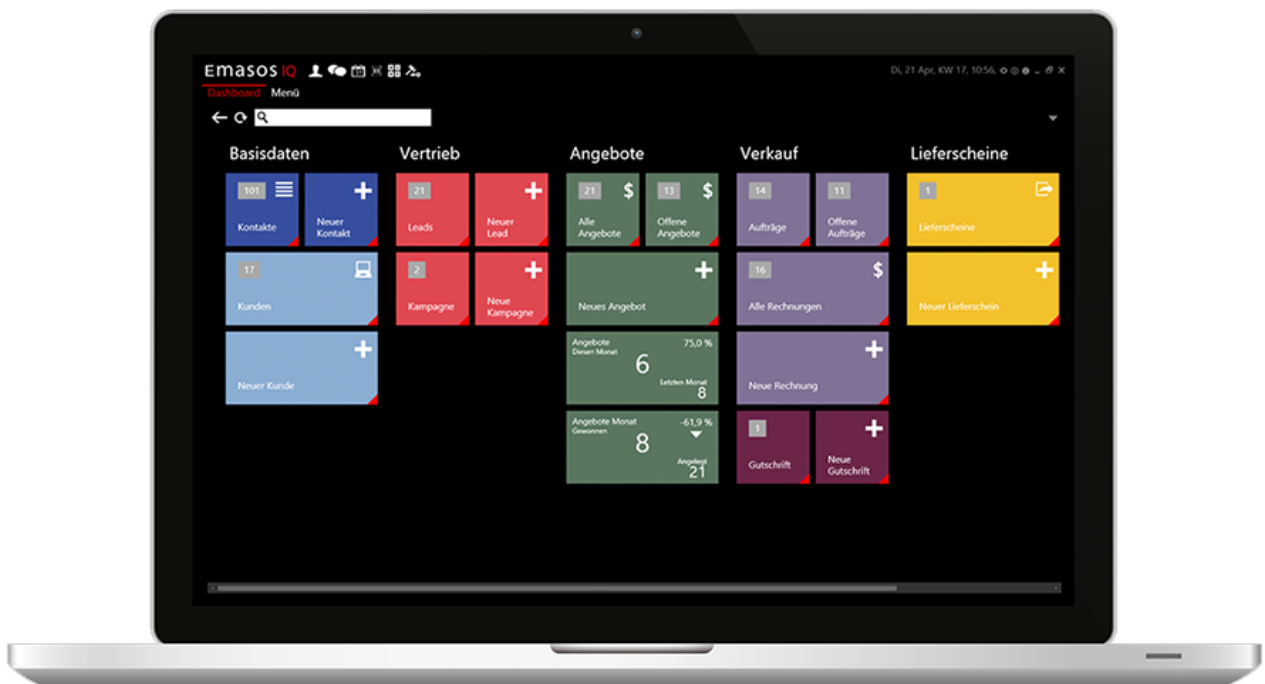 Emasos IQ
Di, 21 Apr, KW 17, 10:56,
Dashboard Menü
Basisdaten
101
Kontakte
Neuer
Kontakt
17
Kunden
Neuer Kunde
Vertrieb
21
Leads
Neuer
Lead
2
Kampagne
Neue
Kampagne
Angebote
21 $
Alle
Angebote
13 $
Offene
Angebote
Neues Angebot
Angebote 75,0 %
Diesen Monat
6
Letzten Monat
8
Angebote Monat -61,9 %
Gewonnen
8
Angelegt
21
Verkauf
14
Aufträge
11
Offene
Aufträge
16 $
Alle Rechnungen
Neue Rechnung
1
Gutschrift
Neue
Gutschrift
Lieferscheine
1
Lieferscheine
Neuer Lieferschein